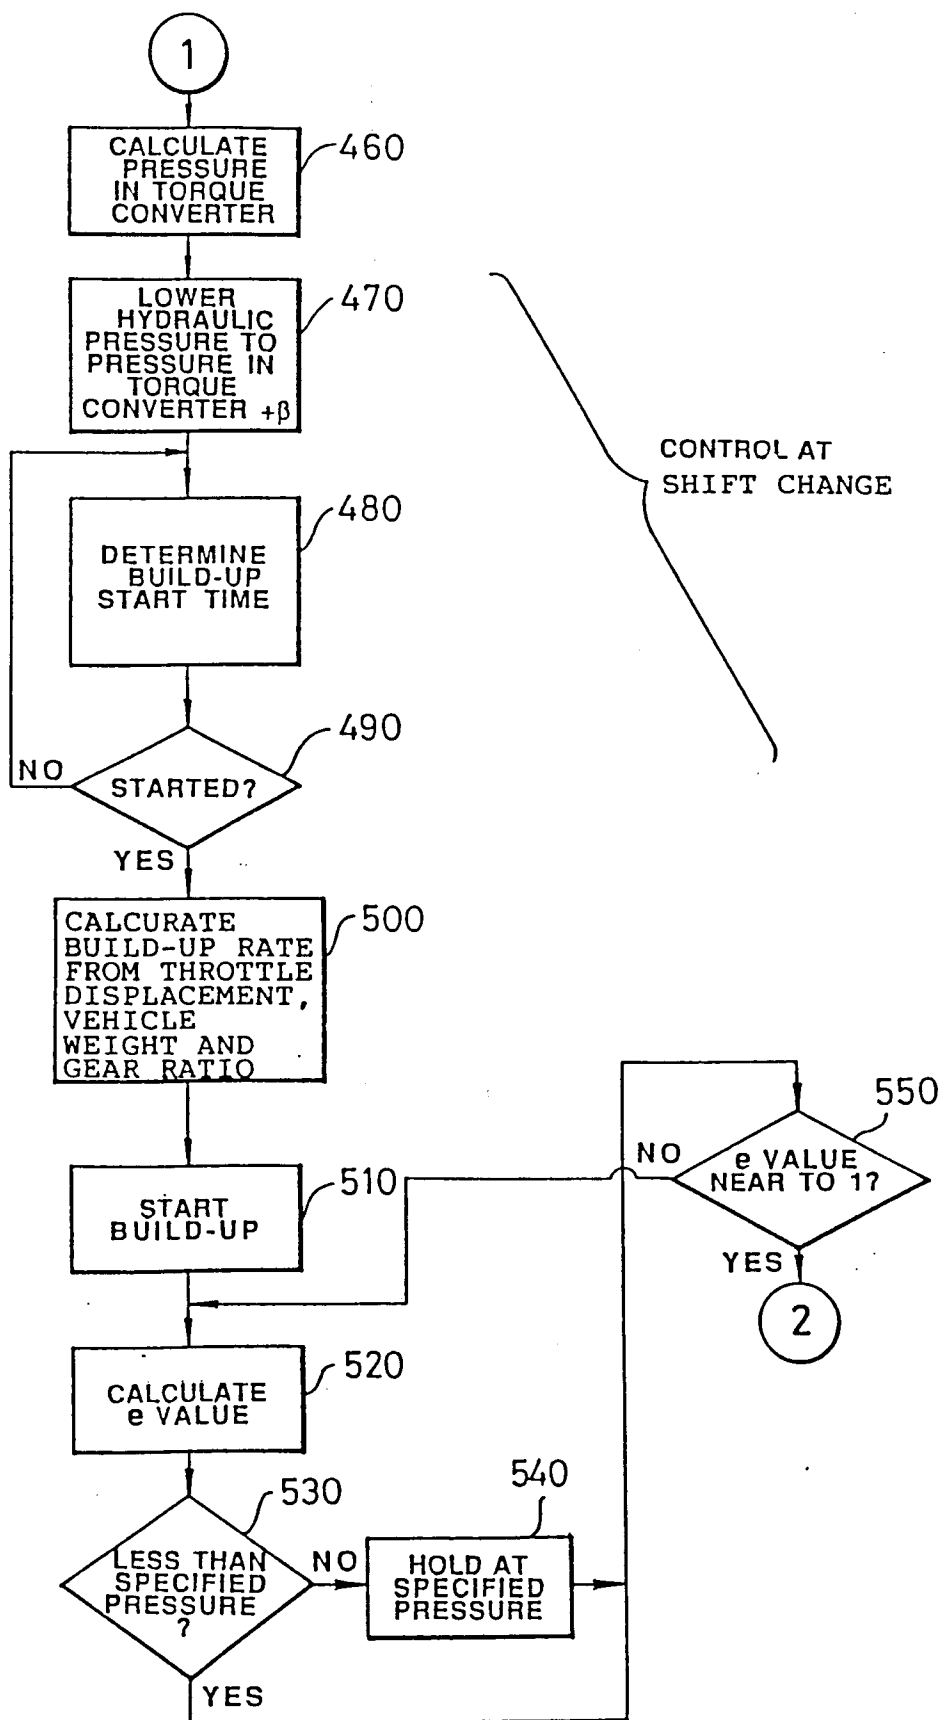 1
CALCULATE
PRESSURE
IN TORQUE
CONVERTER
460
LOWER
HYDRAULIC
PRESSURE TO
PRESSURE IN
TORQUE
CONVERTER +β
470
CONTROL AT
SHIFT CHANGE
DETERMINE
BUILD-UP
START TIME
480
STARTED?
490
NO
YES
CALCURATE
BUILD-UP RATE
FROM THROTTLE
DISPLACEMENT,
VEHICLE
WEIGHT AND
GEAR RATIO
500
START
BUILD-UP
510
CALCULATE
e VALUE
520
LESS THAN
SPECIFIED
PRESSURE
?
530
NO
YES
HOLD AT
SPECIFIED
PRESSURE
540
e VALUE
NEAR TO 1?
550
NO
YES
2